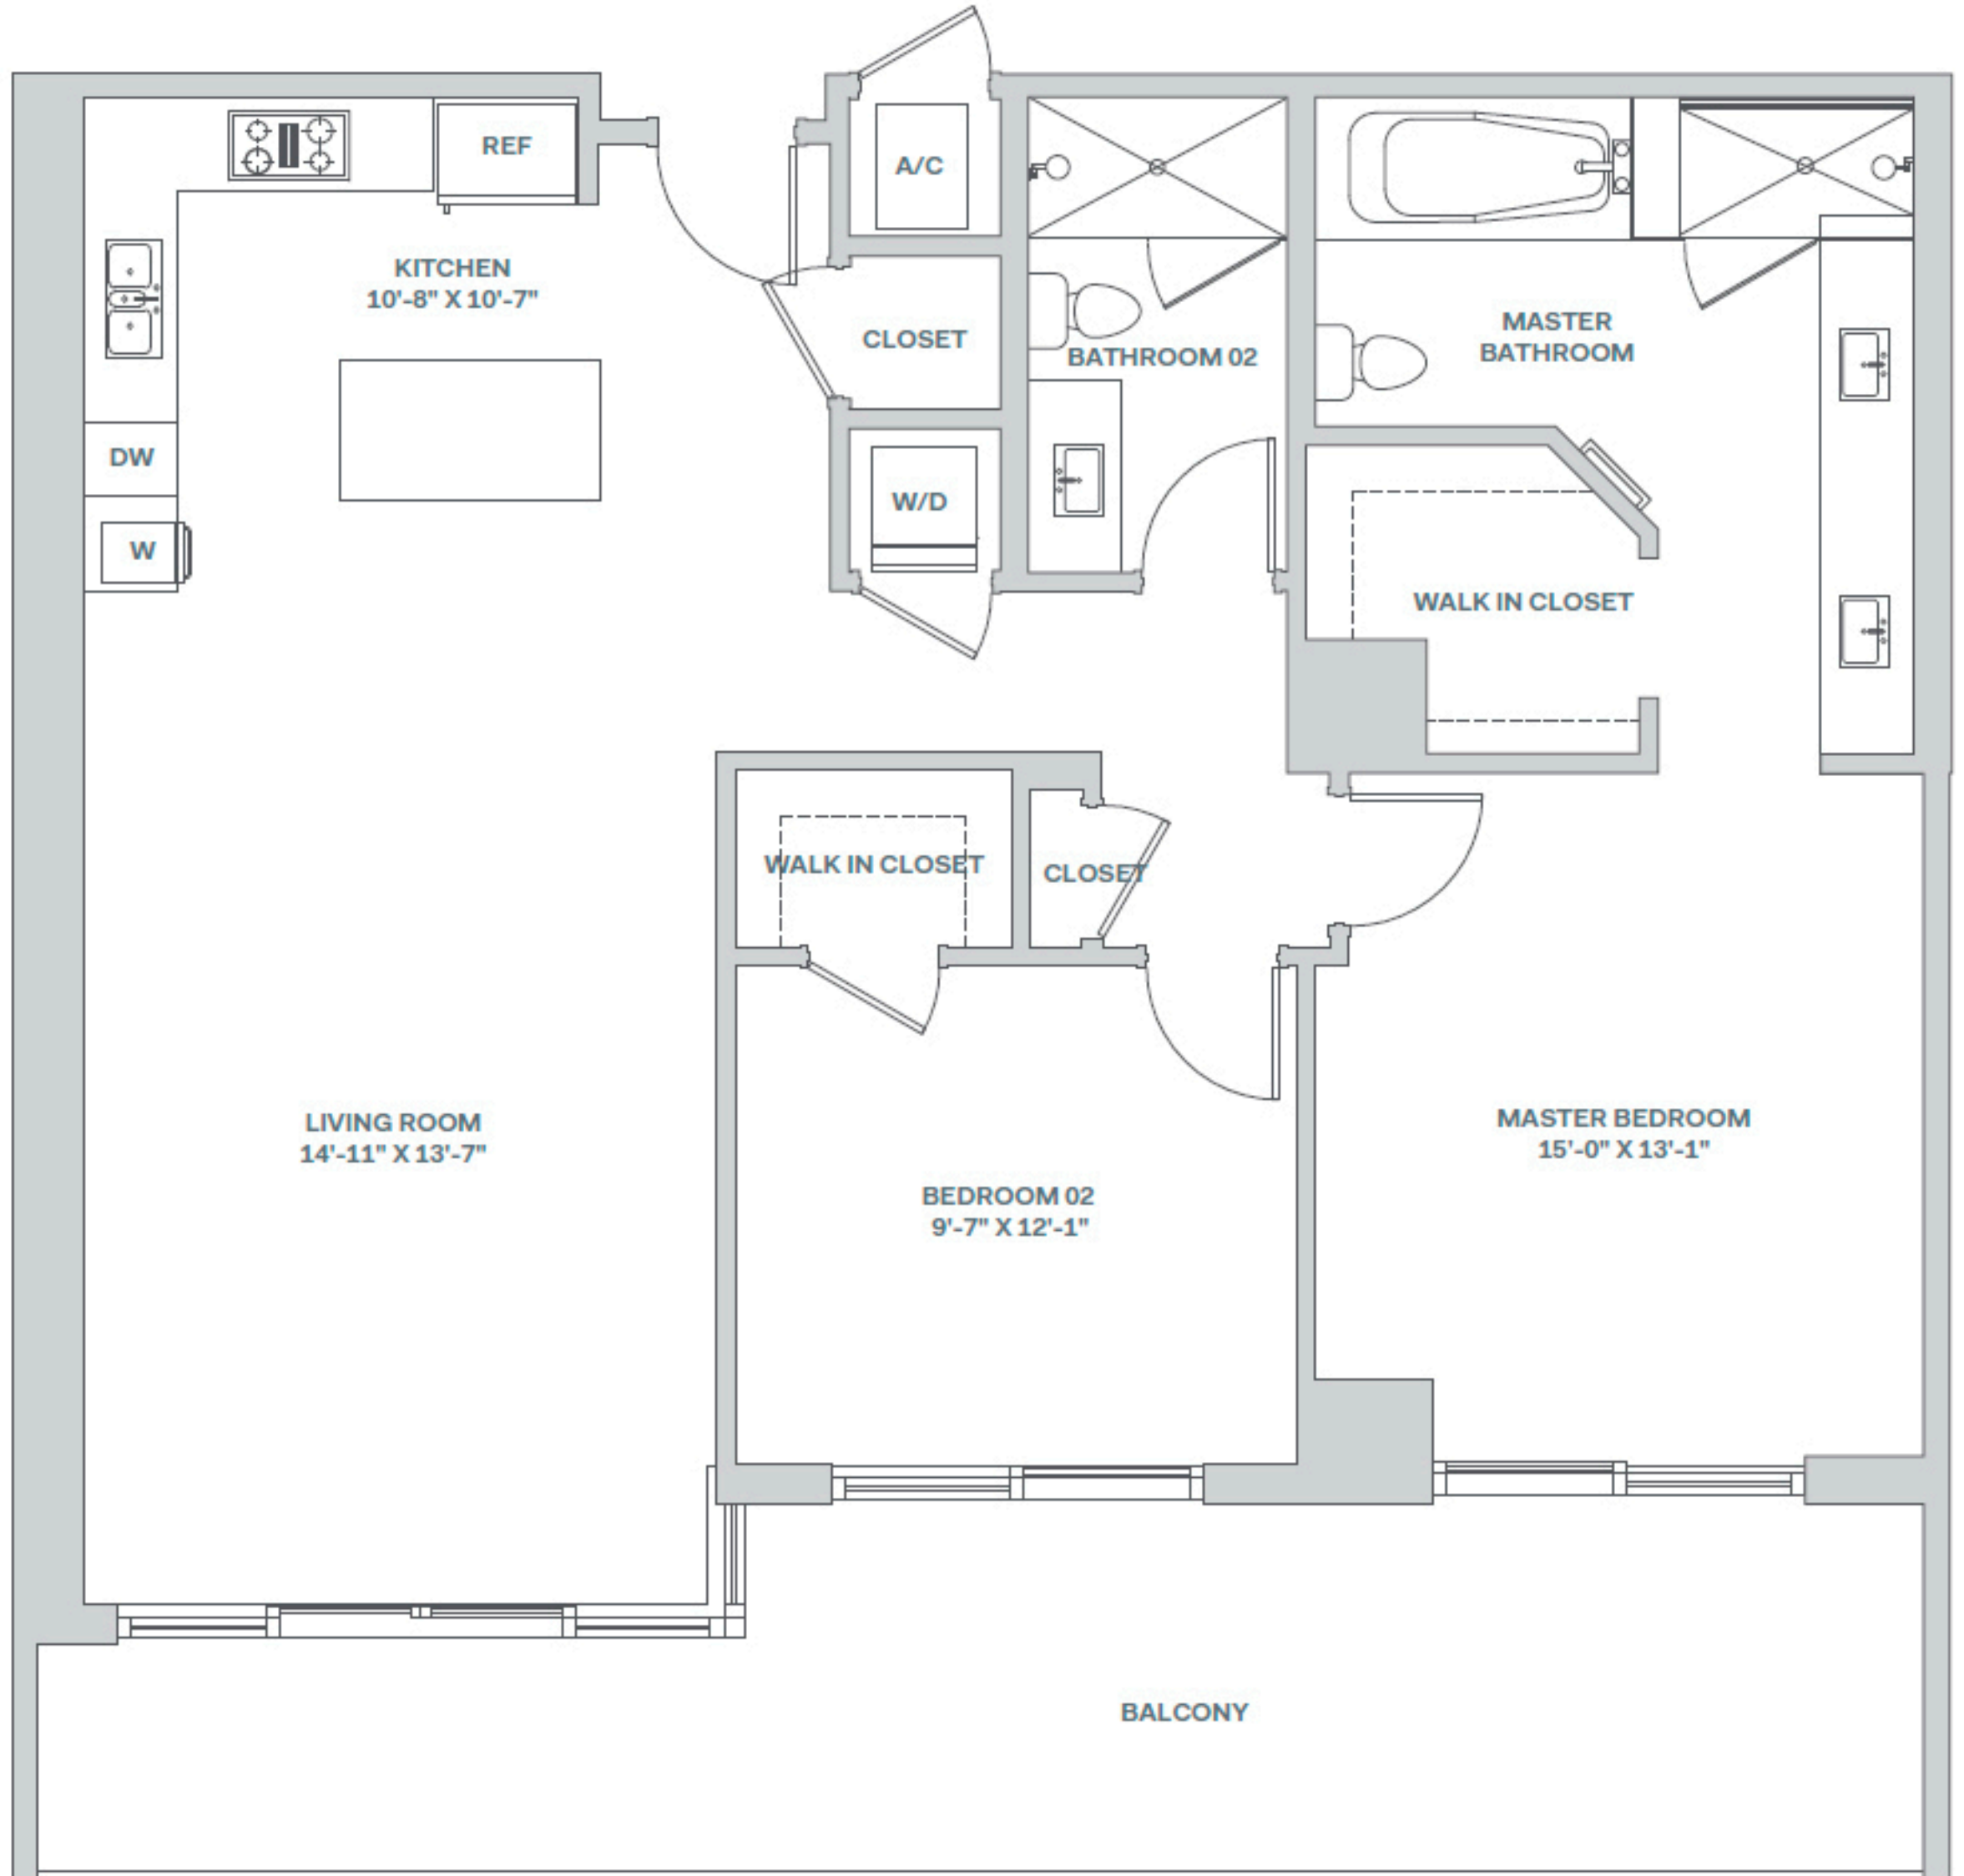 REF
A/C
KITCHEN
10'-8" X 10'-7"
CLOSET
BATHROOM 02
MASTER
BATHROOM
DW
W/D
W
WALK IN CLOSET
WALK IN CLOSET
CLOSET
LIVING ROOM
14'-11" X 13'-7"
MASTER BEDROOM
15'-0" X 13'-1"
BEDROOM 02
9'-7" X 12'-1"
BALCONY